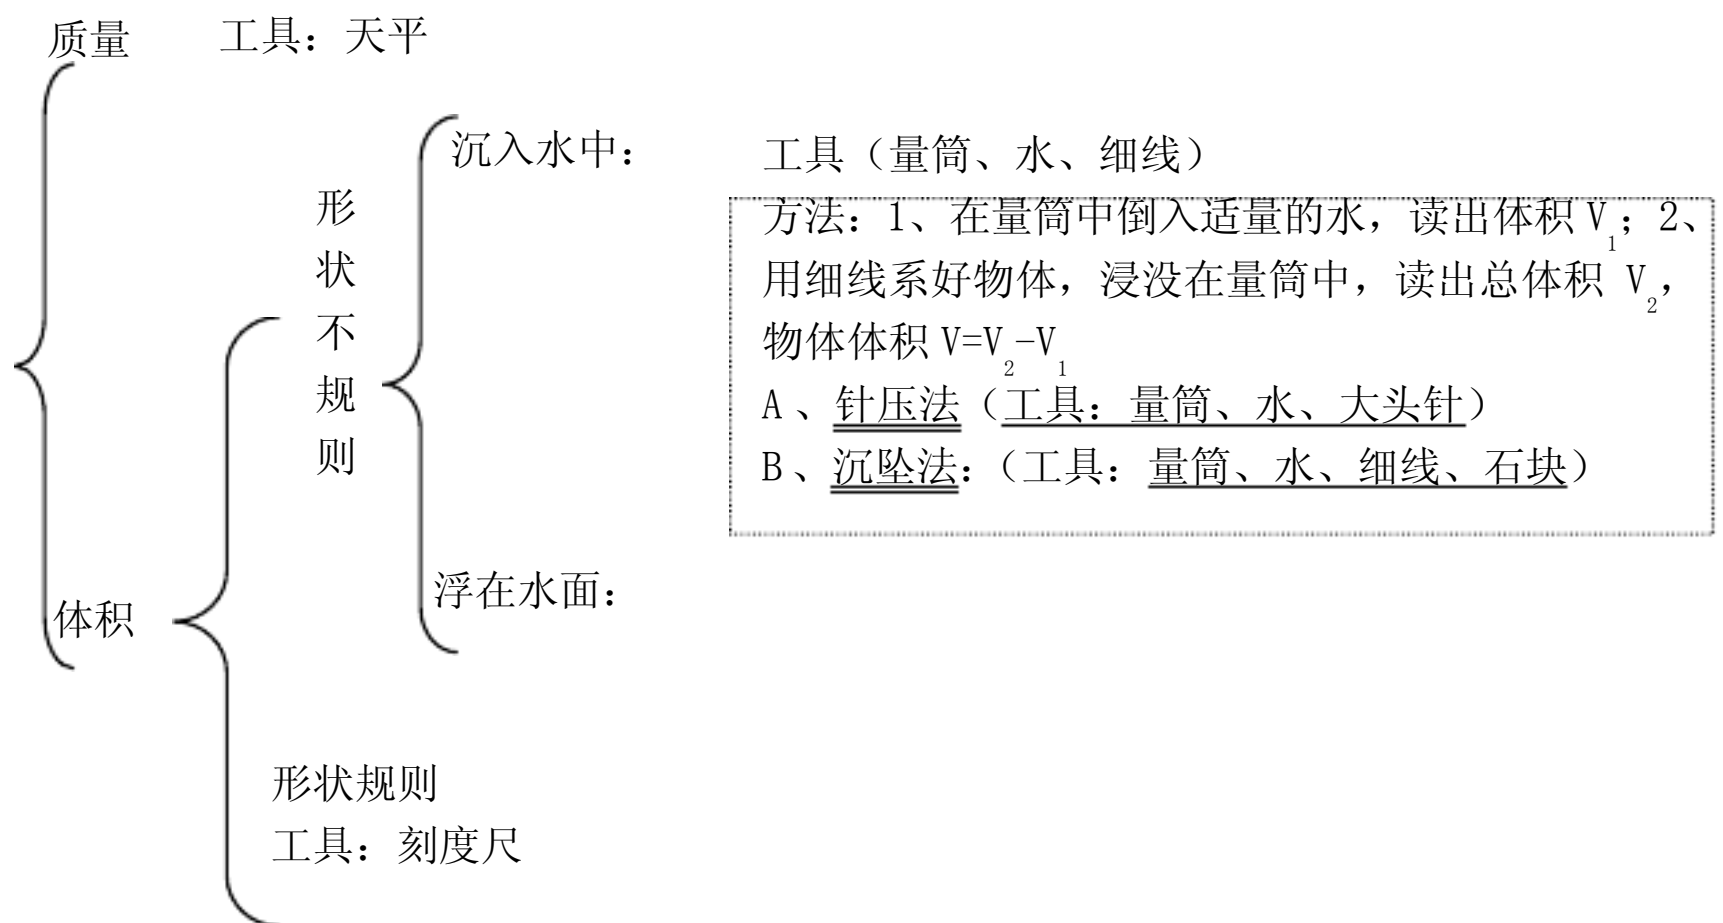 质量 工具：天平
沉入水中： 工具（量筒、水、细线）
形状不规则
方法：1、在量筒中倒入适量的水，读出体积 V₁；2、
用细线系好物体，浸没在量筒中，读出总体积 V₂，
物体体积 V=V₂-V₁
A、针压法（工具：量筒、水、大头针）
B、沉坠法：（工具：量筒、水、细线、石块）
浮在水面：
体积
形状规则
工具：刻度尺